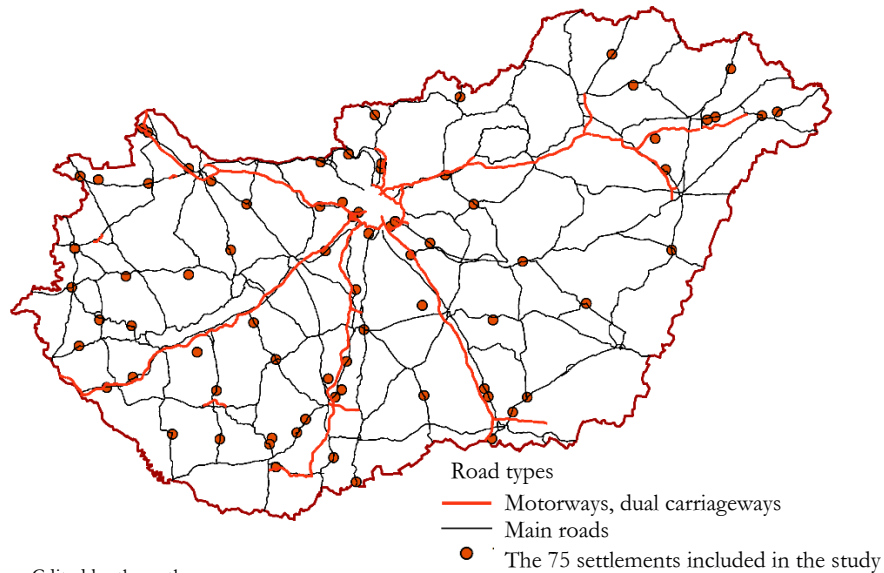 Road types
Motorways, dual carriageways
Main roads
The 75 settlements included in the study